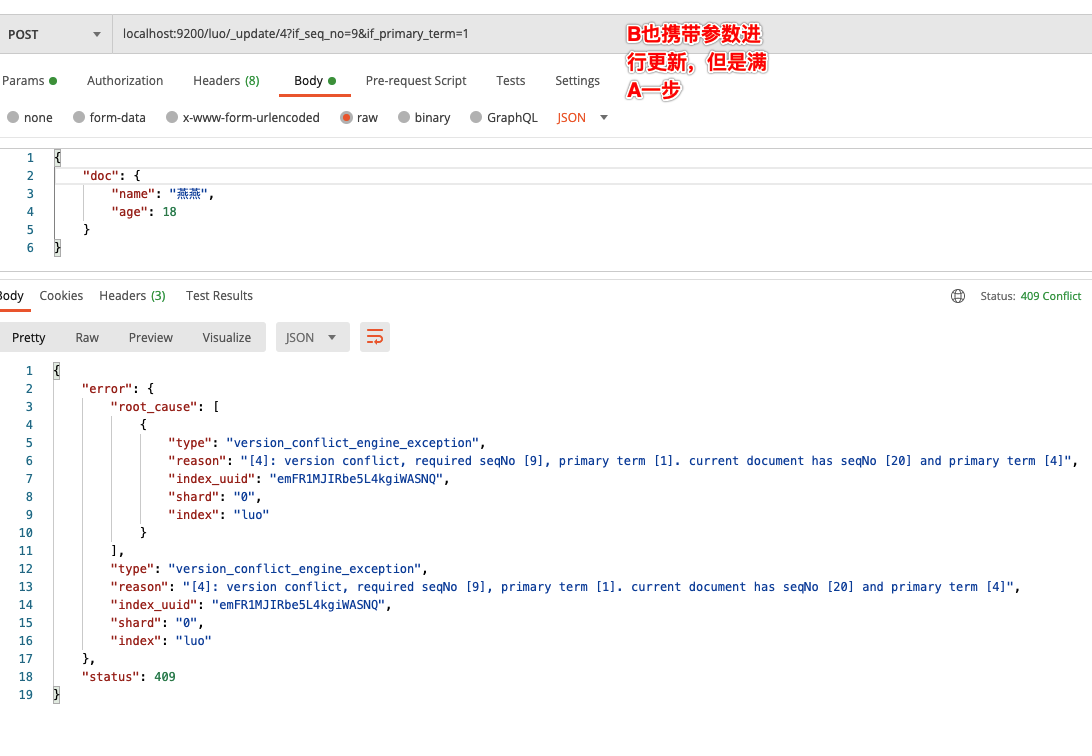 POST
localhost:9200/luo/_update/4?if_seq_no=9&if_primary_term=1
B也携带参数进
行更新，但是满
A一步
Params Authorization Headers (8) Body Pre-request Script Tests Settings
none form-data x-www-form-urlencoded raw binary GraphQL JSON
1 {
2 "doc": {
3 "name": "燕燕",
4 "age": 18
5 }
6 }
Body Cookies Headers (3) Test Results Status: 409 Conflict
Pretty Raw Preview Visualize JSON
1 {
2 "error": {
3 "root_cause": [
4 {
5 "type": "version_conflict_engine_exception",
6 "reason": "[4]: version conflict, required seqNo [9], primary term [1]. current document has seqNo [20] and primary term [4]",
7 "index_uuid": "emFR1MJIRbe5L4kgiWASNQ",
8 "shard": "0",
9 "index": "luo"
10 }
11 ],
12 "type": "version_conflict_engine_exception",
13 "reason": "[4]: version conflict, required seqNo [9], primary term [1]. current document has seqNo [20] and primary term [4]",
14 "index_uuid": "emFR1MJIRbe5L4kgiWASNQ",
15 "shard": "0",
16 "index": "luo"
17 },
18 "status": 409
19 }